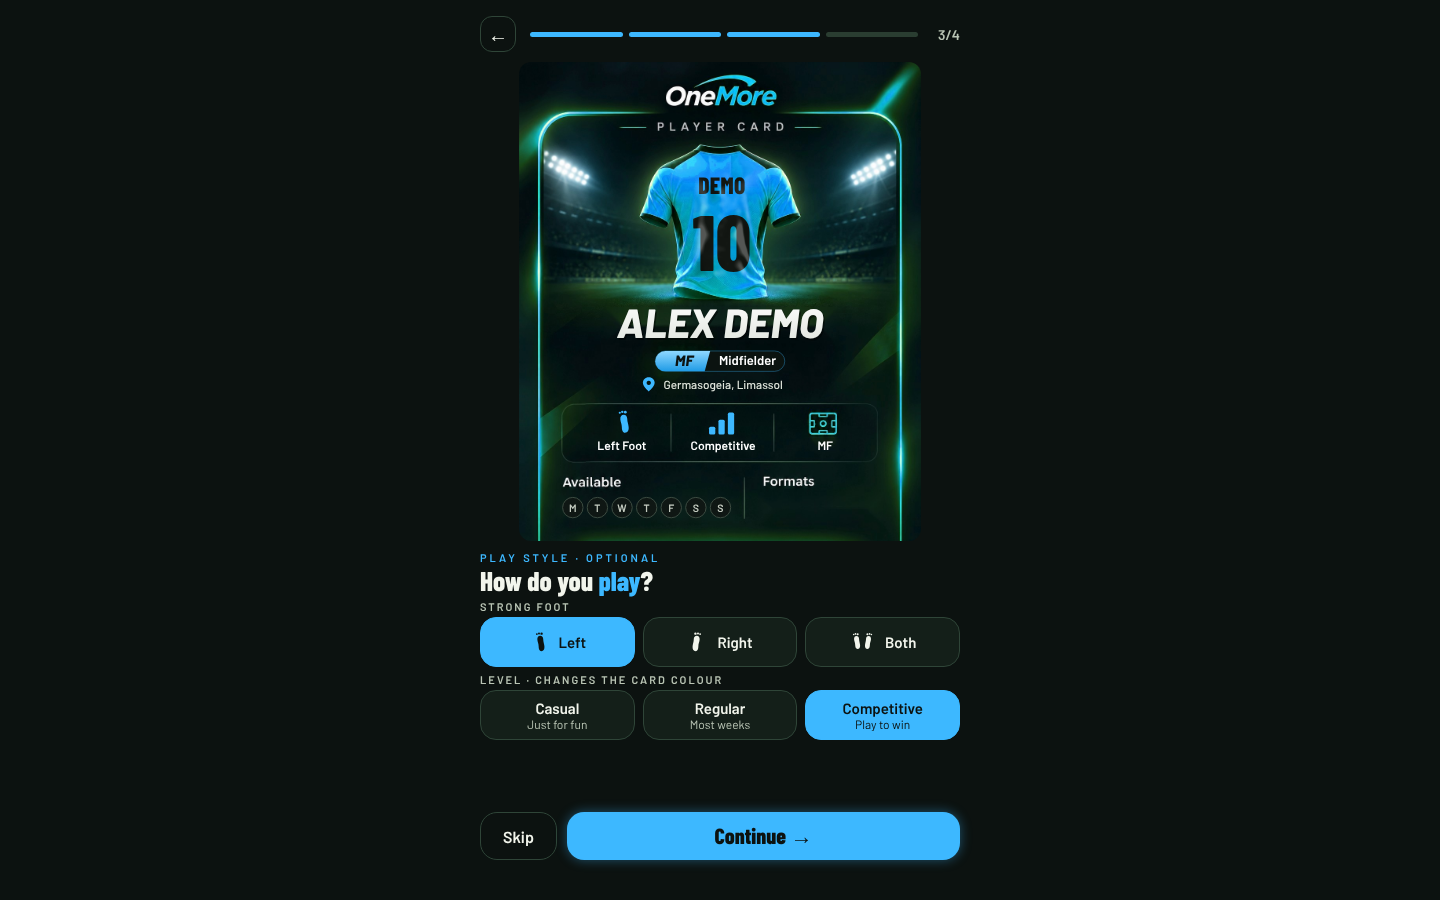 ←
3/4
OneMore
PLAYER CARD
DEMO
10
ALEX DEMO
MF Midfielder
Germasogeia, Limassol
Left Foot Competitive MF
Available Formats
M T W T F S S
PLAY STYLE · OPTIONAL
How do you play?
STRONG FOOT
Left Right Both
LEVEL · CHANGES THE CARD COLOUR
Casual Regular Competitive
Just for fun Most weeks Play to win
Skip Continue →